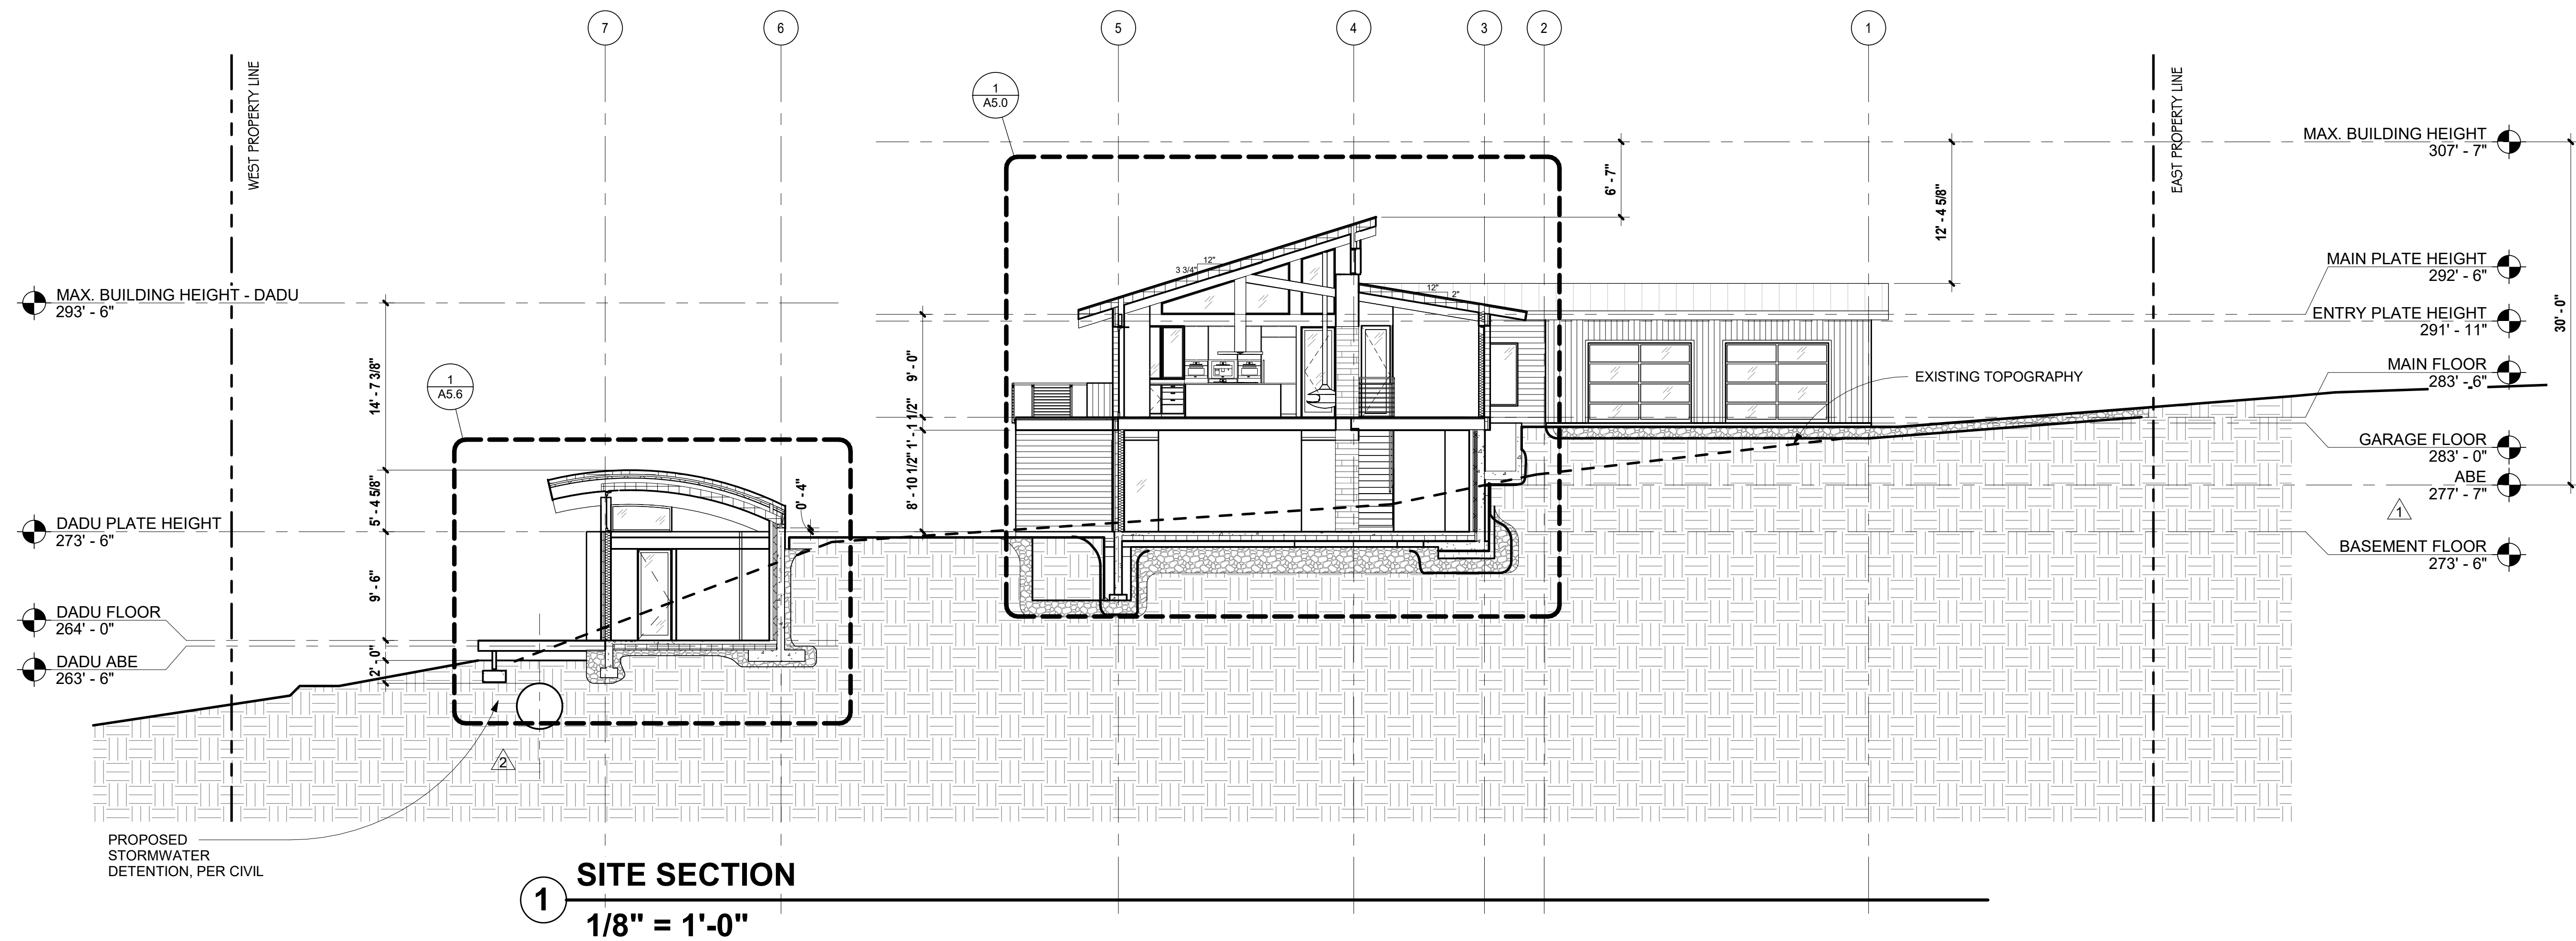 7
6
5
4
3
2
1
1
A5.0
WEST PROPERTY LINE
EAST PROPERTY LINE
MAX. BUILDING HEIGHT
307' - 7"
6' - 7"
12' - 4 5/8"
30' - 0"
MAIN PLATE HEIGHT
292' - 6"
ENTRY PLATE HEIGHT
291' - 11"
MAIN FLOOR
283' - 6"
GARAGE FLOOR
283' - 0"
ABE
277' - 7"
1
BASEMENT FLOOR
273' - 6"
EXISTING TOPOGRAPHY
12"
3 3/4"
12"
2"
9' - 0"
1' - 1 1/2"
8' - 10 1/2"
MAX. BUILDING HEIGHT - DADU
293' - 6"
14' - 7 3/8"
1
A5.6
5' - 4 5/8"
0' - 4"
DADU PLATE HEIGHT
273' - 6"
9' - 6"
DADU FLOOR
264' - 0"
DADU ABE
263' - 6"
2' - 0"
2
PROPOSED
STORMWATER
DETENTION, PER CIVIL
1
SITE SECTION
1/8" = 1'-0"